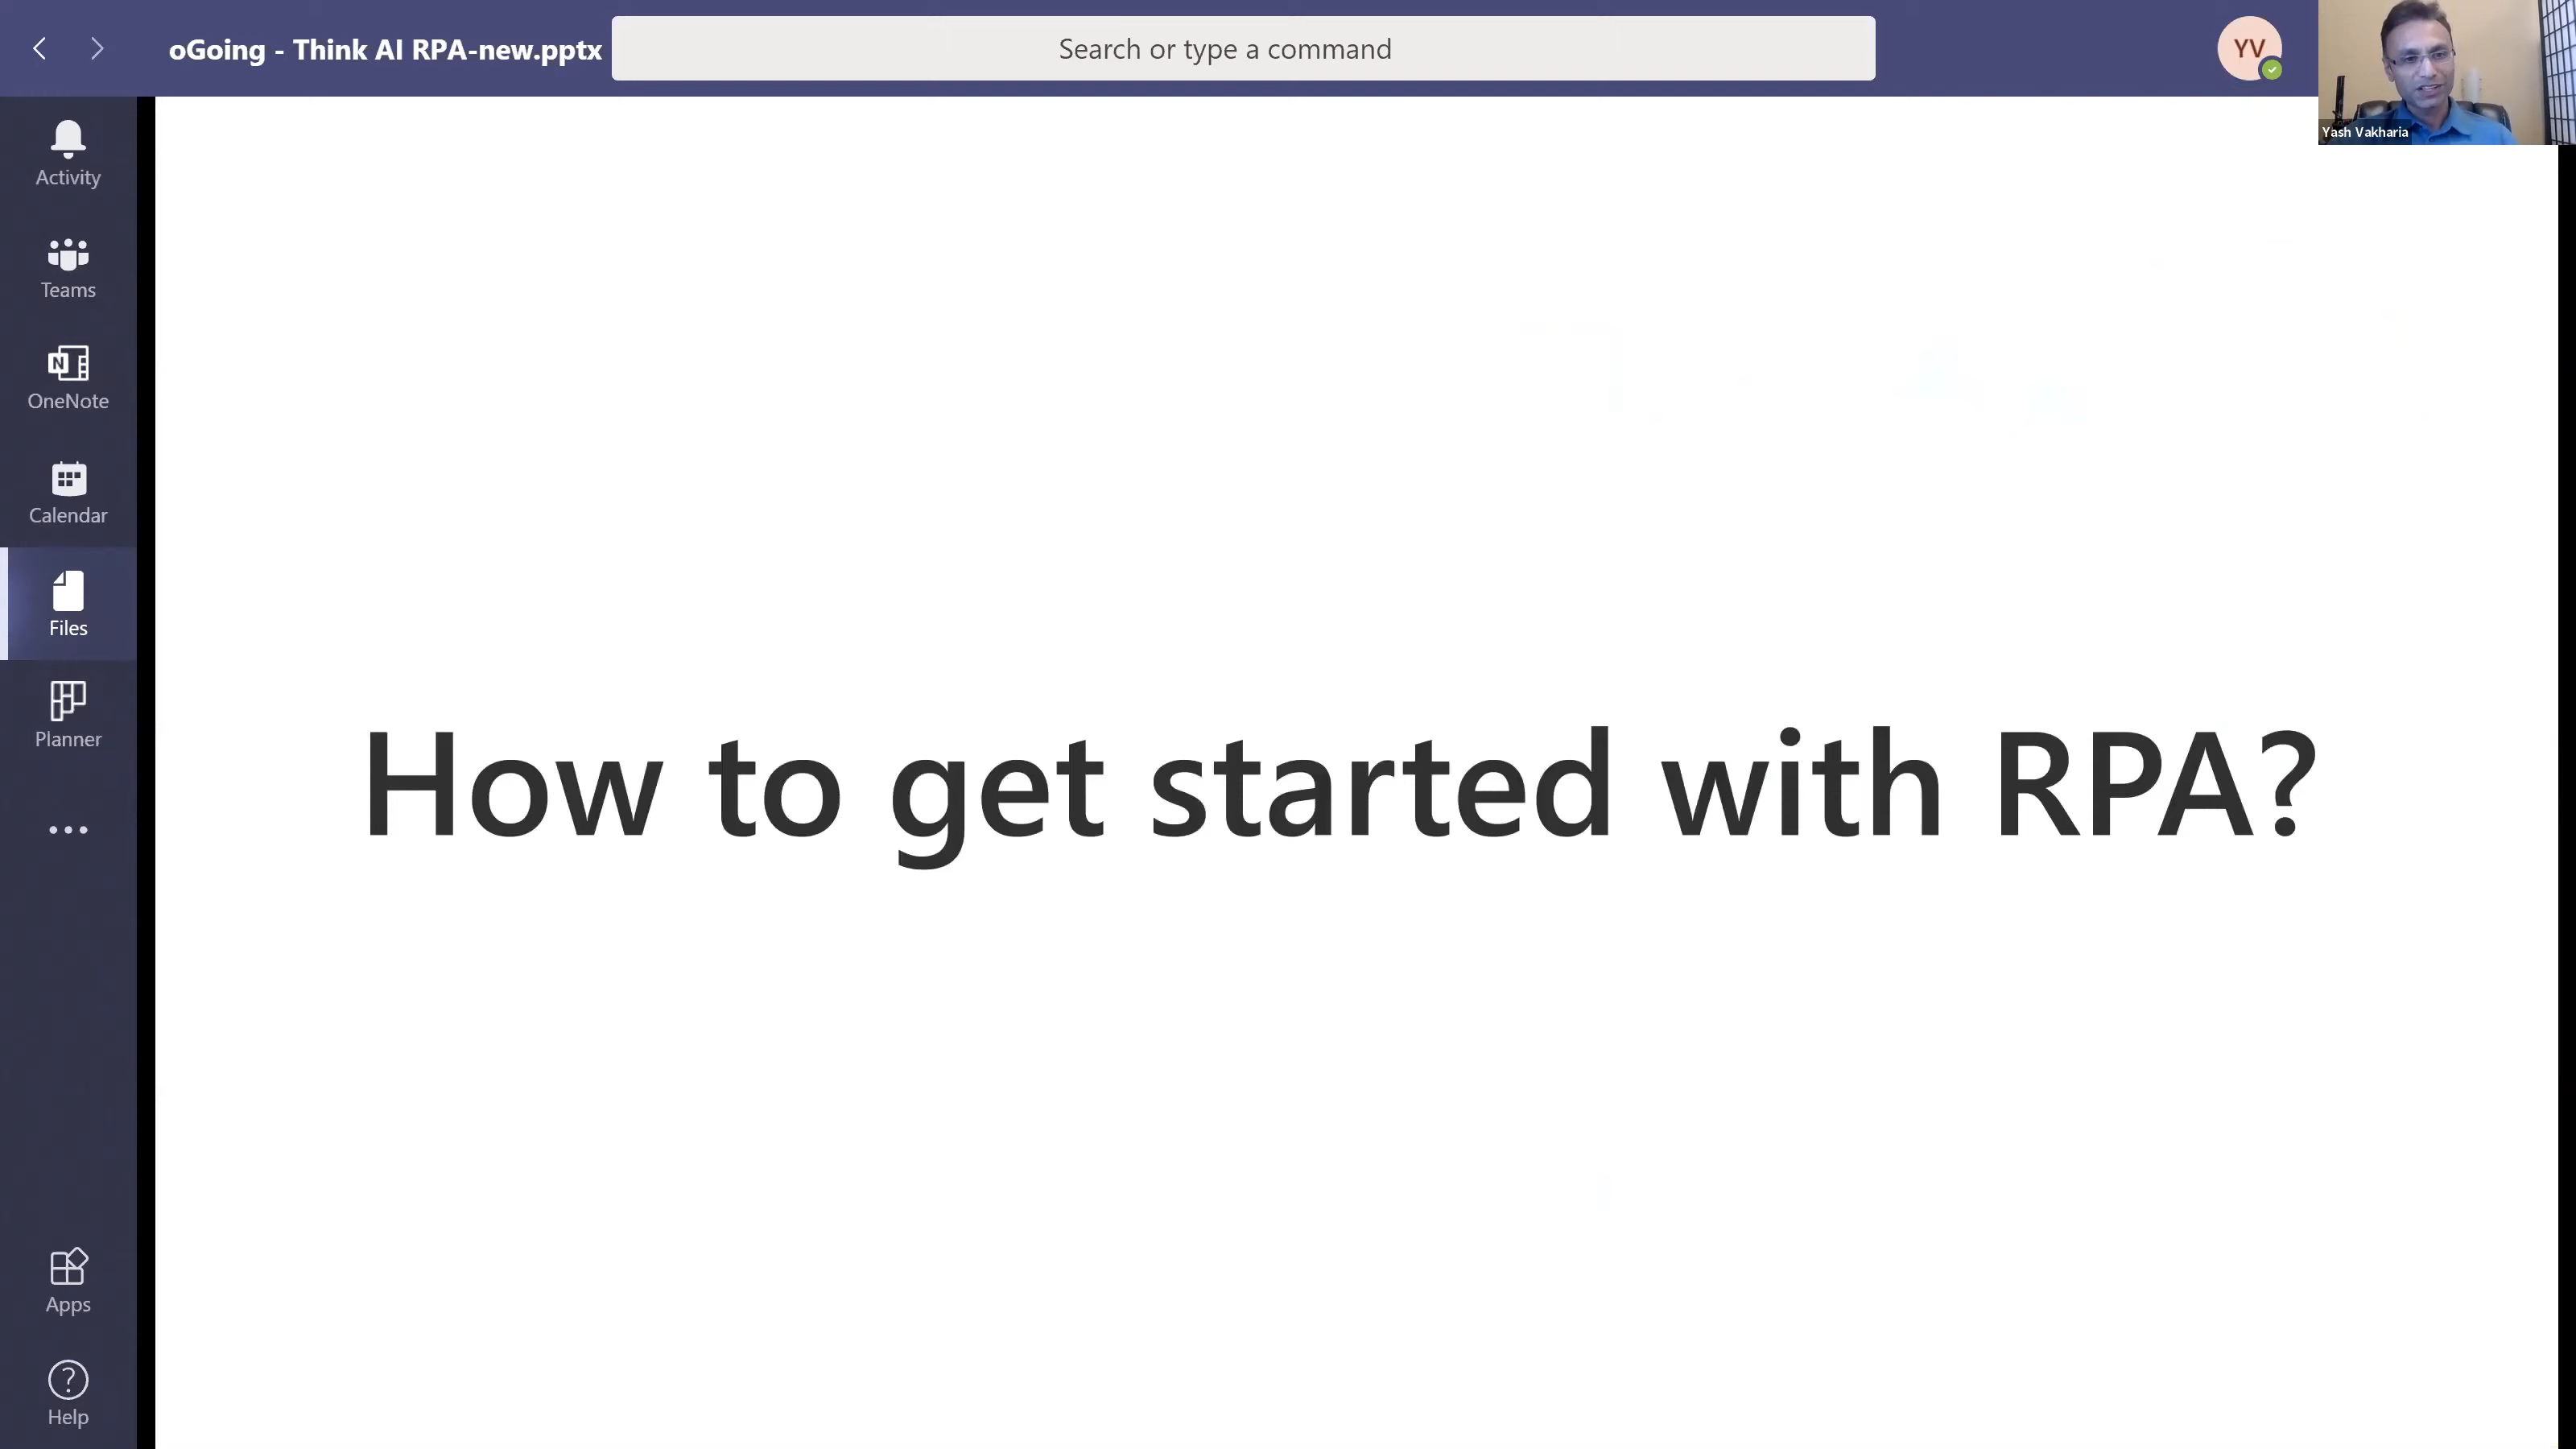 oGoing - Think AI RPA-new.pptx
Search or type a command
YV
Yash Vakharia
Activity
Teams
N
OneNote
Calendar
Files
Planner
How to get started with RPA?
Apps
?
Help